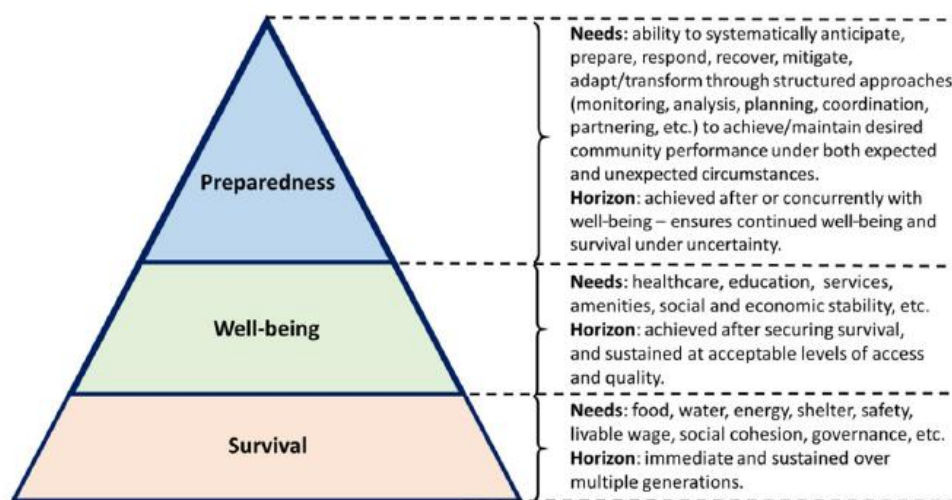 Needs: ability to systematically anticipate,
prepare, respond, recover, mitigate,
adapt/transform through structured approaches
(monitoring, analysis, planning, coordination,
partnering, etc.) to achieve/maintain desired
community performance under both expected
and unexpected circumstances.
Horizon: achieved after or concurrently with
well-being – ensures continued well-being and
survival under uncertainty.
Preparedness
Needs: healthcare, education, services,
amenities, social and economic stability, etc.
Horizon: achieved after securing survival,
and sustained at acceptable levels of access
and quality.
Well-being
Needs: food, water, energy, shelter, safety,
livable wage, social cohesion, governance, etc.
Horizon: immediate and sustained over
multiple generations.
Survival